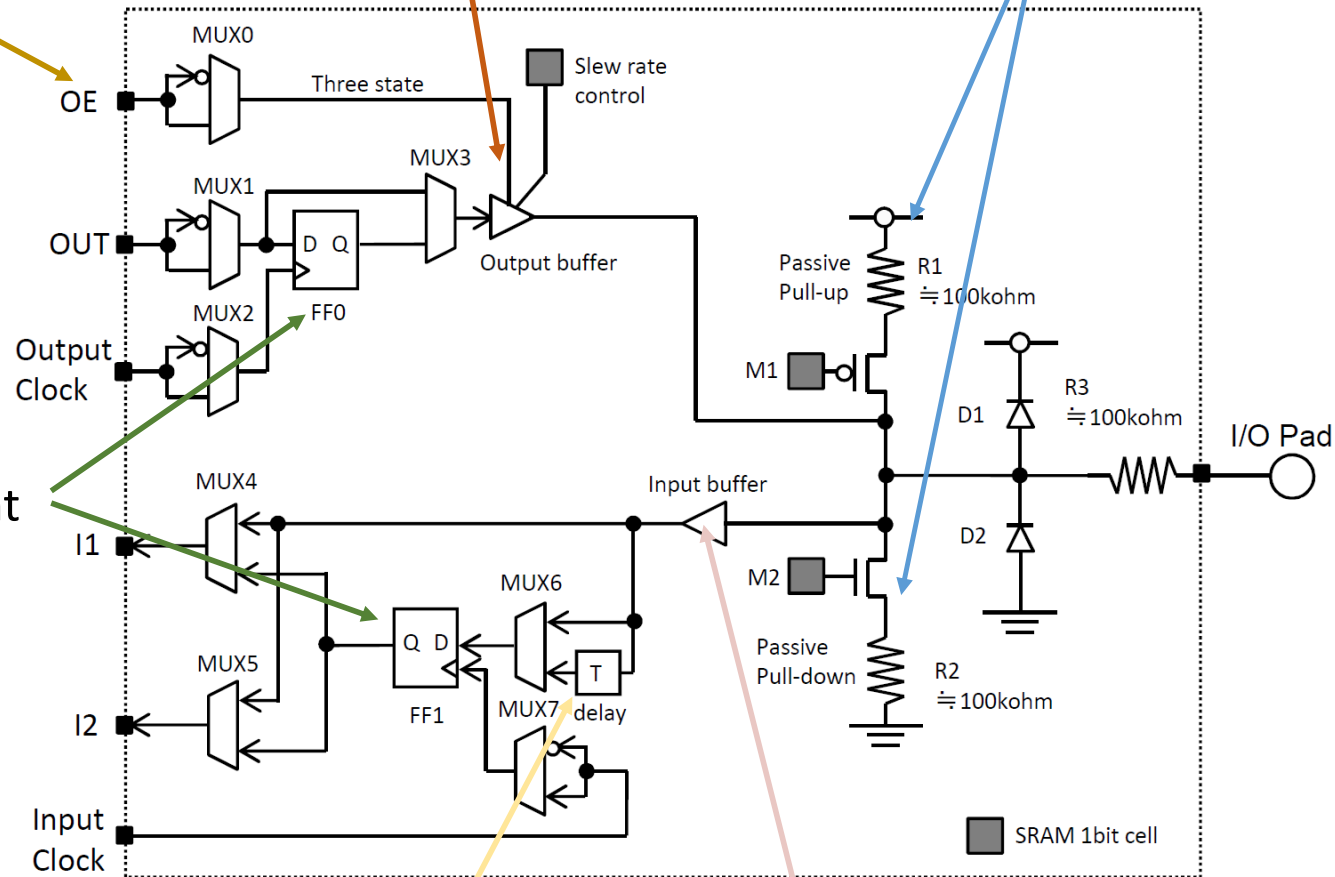 MUX0
OE
Three state
Slew rate
control
MUX3
MUX1
OUT
D Q
Output buffer
FF0
MUX2
Output
Clock
Passive
Pull-up
R1
≒100kohm
M1
D1
R3
≒100kohm
I/O Pad
MUX4
Input buffer
t
I1
D2
M2
MUX6
Q D
T
delay
MUX5
FF1
MUX7
I2
Passive
Pull-down
R2
≒100kohm
Input
Clock
SRAM 1bit cell